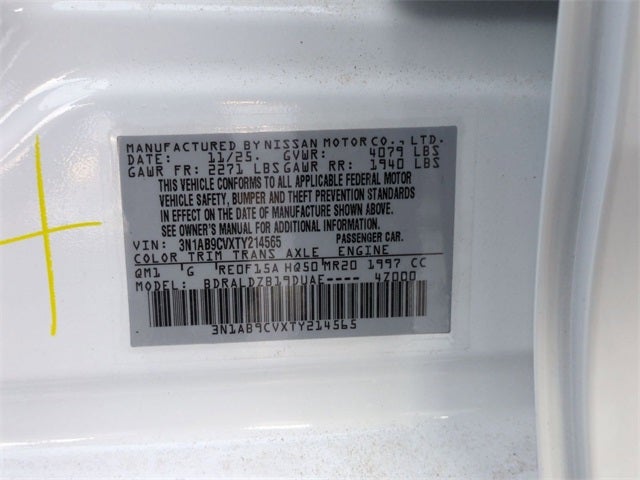 MANUFACTURED BY NISSAN MOTOR CO., LTD.
DATE: 11/25. GVWR: 4079 LBS
GAWR FR: 2271 LBS GAWR RR: 1940 LBS
THIS VEHICLE CONFORMS TO ALL APPLICABLE FEDERAL MOTOR
VEHICLE SAFETY, BUMPER AND THEFT PREVENTION STANDARDS
IN EFFECT ON THE DATE OF MANUFACTURE SHOWN ABOVE.
SEE OWNER'S MANUAL FOR ADDITIONAL INFORMATION
VIN: 3N1AB9CVXTY214565 PASSENGER CAR.
COLOR TRIM TRANS AXLE ENGINE
QM1 'G RE0F15A HQ50 MR20 1997 CC
MODEL: BDRALDZB19DUAE---- 4Z000
3N1AB9CVXTY214565